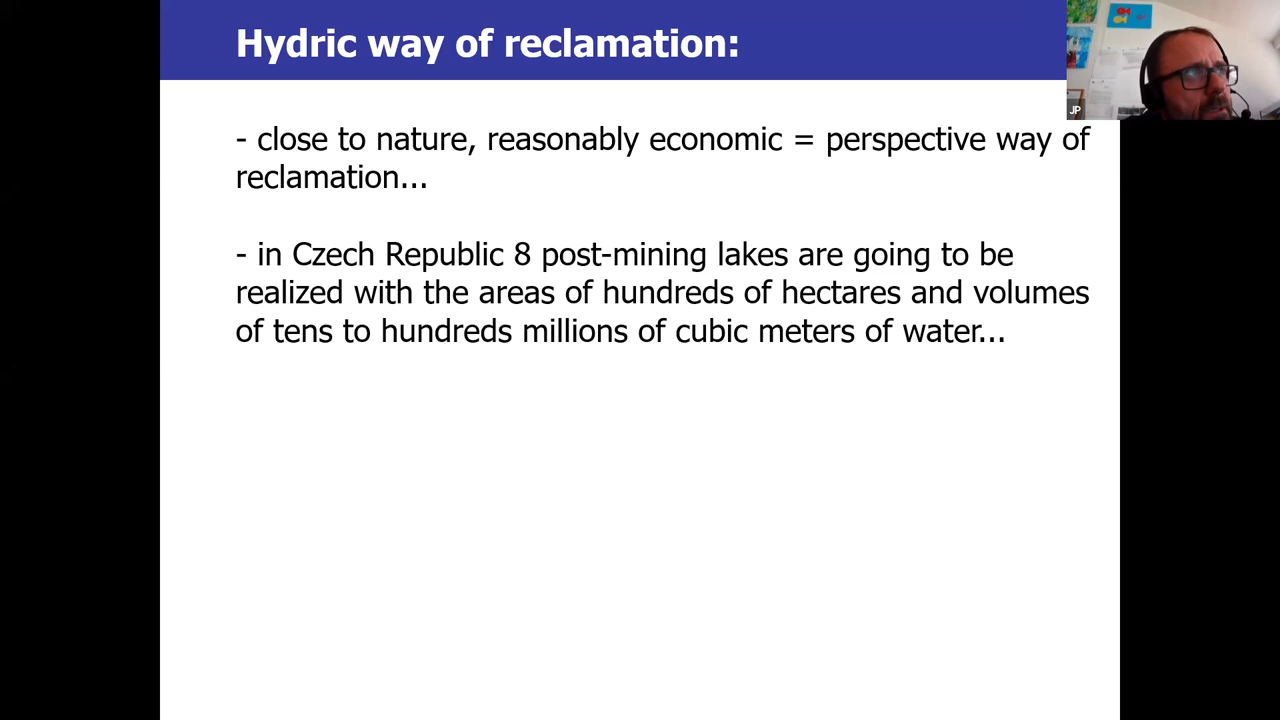 Hydric way of reclamation:
JP
- close to nature, reasonably economic = perspective way of
reclamation...
- in Czech Republic 8 post-mining lakes are going to be
realized with the areas of hundreds of hectares and volumes
of tens to hundreds millions of cubic meters of water...